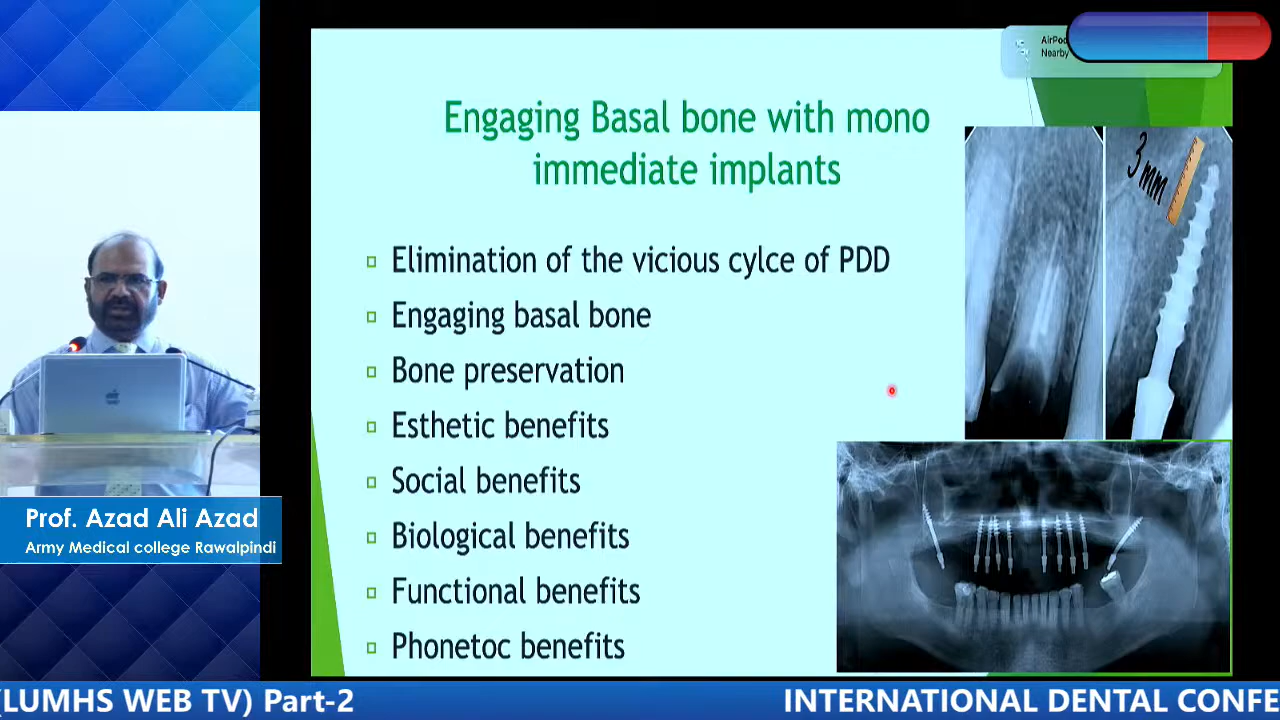 AirPod
Nearby
Engaging Basal bone with mono
immediate implants
Elimination of the vicious cylce of PDD
Engaging basal bone
Bone preservation
Esthetic benefits
Social benefits
Biological benefits
Functional benefits
Phonetoc benefits
3 mm
Prof. Azad Ali Azad
Army Medical college Rawalpindi
(LUMHS WEB TV) Part-2 INTERNATIONAL DENTAL CONFE